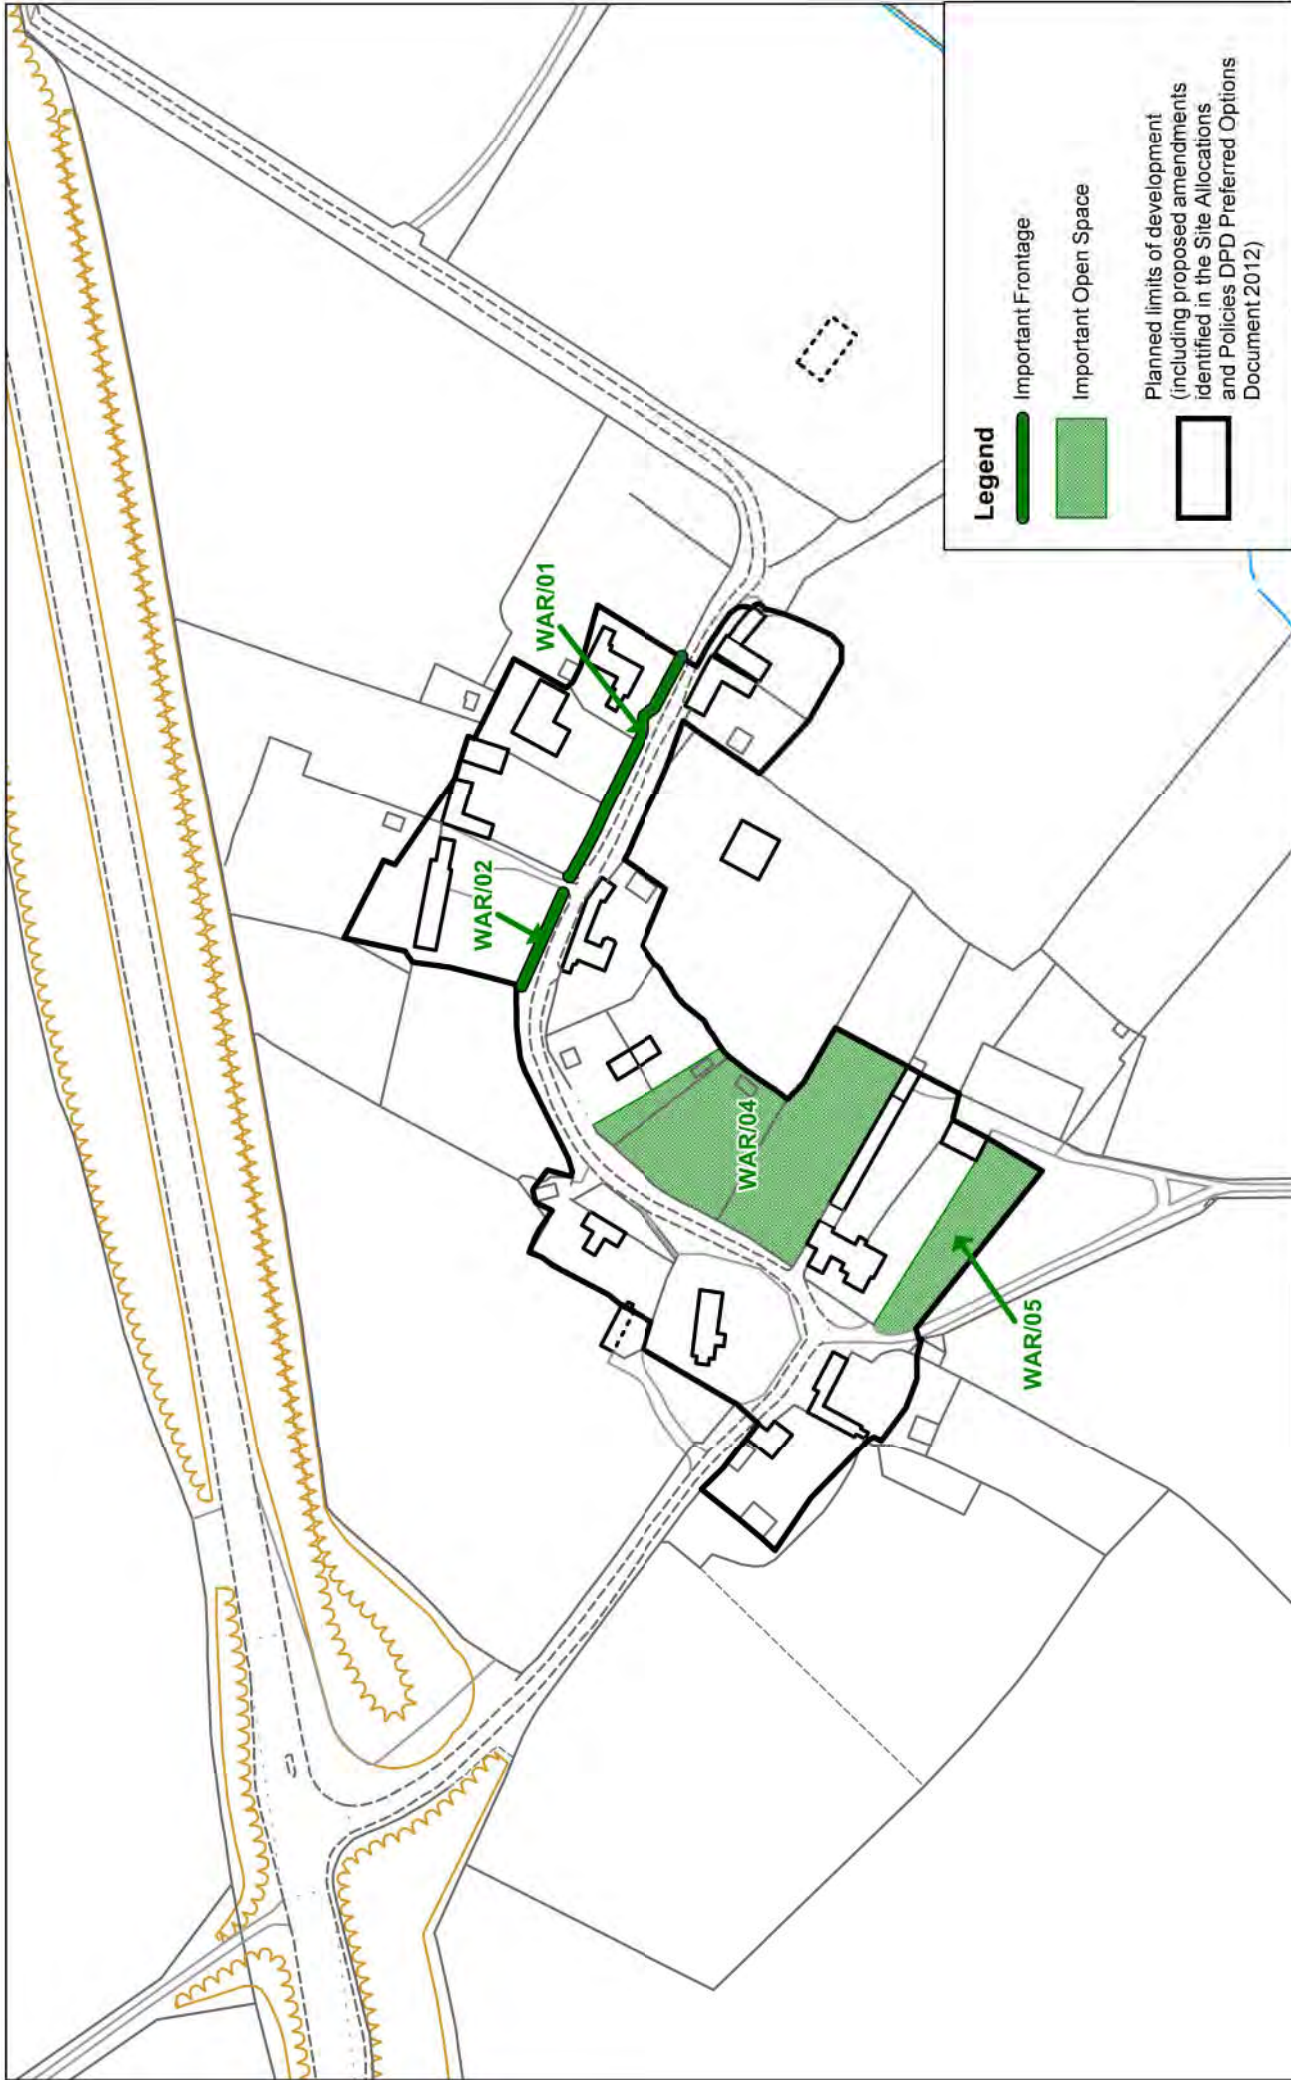 WAR/01
WAR/02
WAR/04
WAR/05
Legend
Important Frontage
Important Open Space
Planned limits of development
(including proposed amendments
identified in the Site Allocations
and Policies DPD Preferred Options
Document 2012)